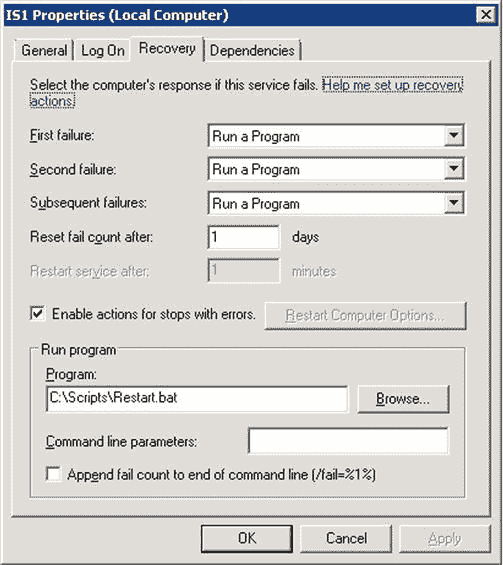 IS1 Properties (Local Computer)
General Log On Recovery Dependencies
Select the computer's response if this service fails. Help me set up recovery
actions.
First failure: Run a Program
Second failure: Run a Program
Subsequent failures: Run a Program
Reset fail count after: 1 days
Restart service after: 1 minutes
Enable actions for stops with errors. Restart Computer Options...
Run program
Program:
C:\Scripts\Restart.bat Browse...
Command line parameters:
Append fail count to end of command line (/fail=%1%)
OK Cancel Apply